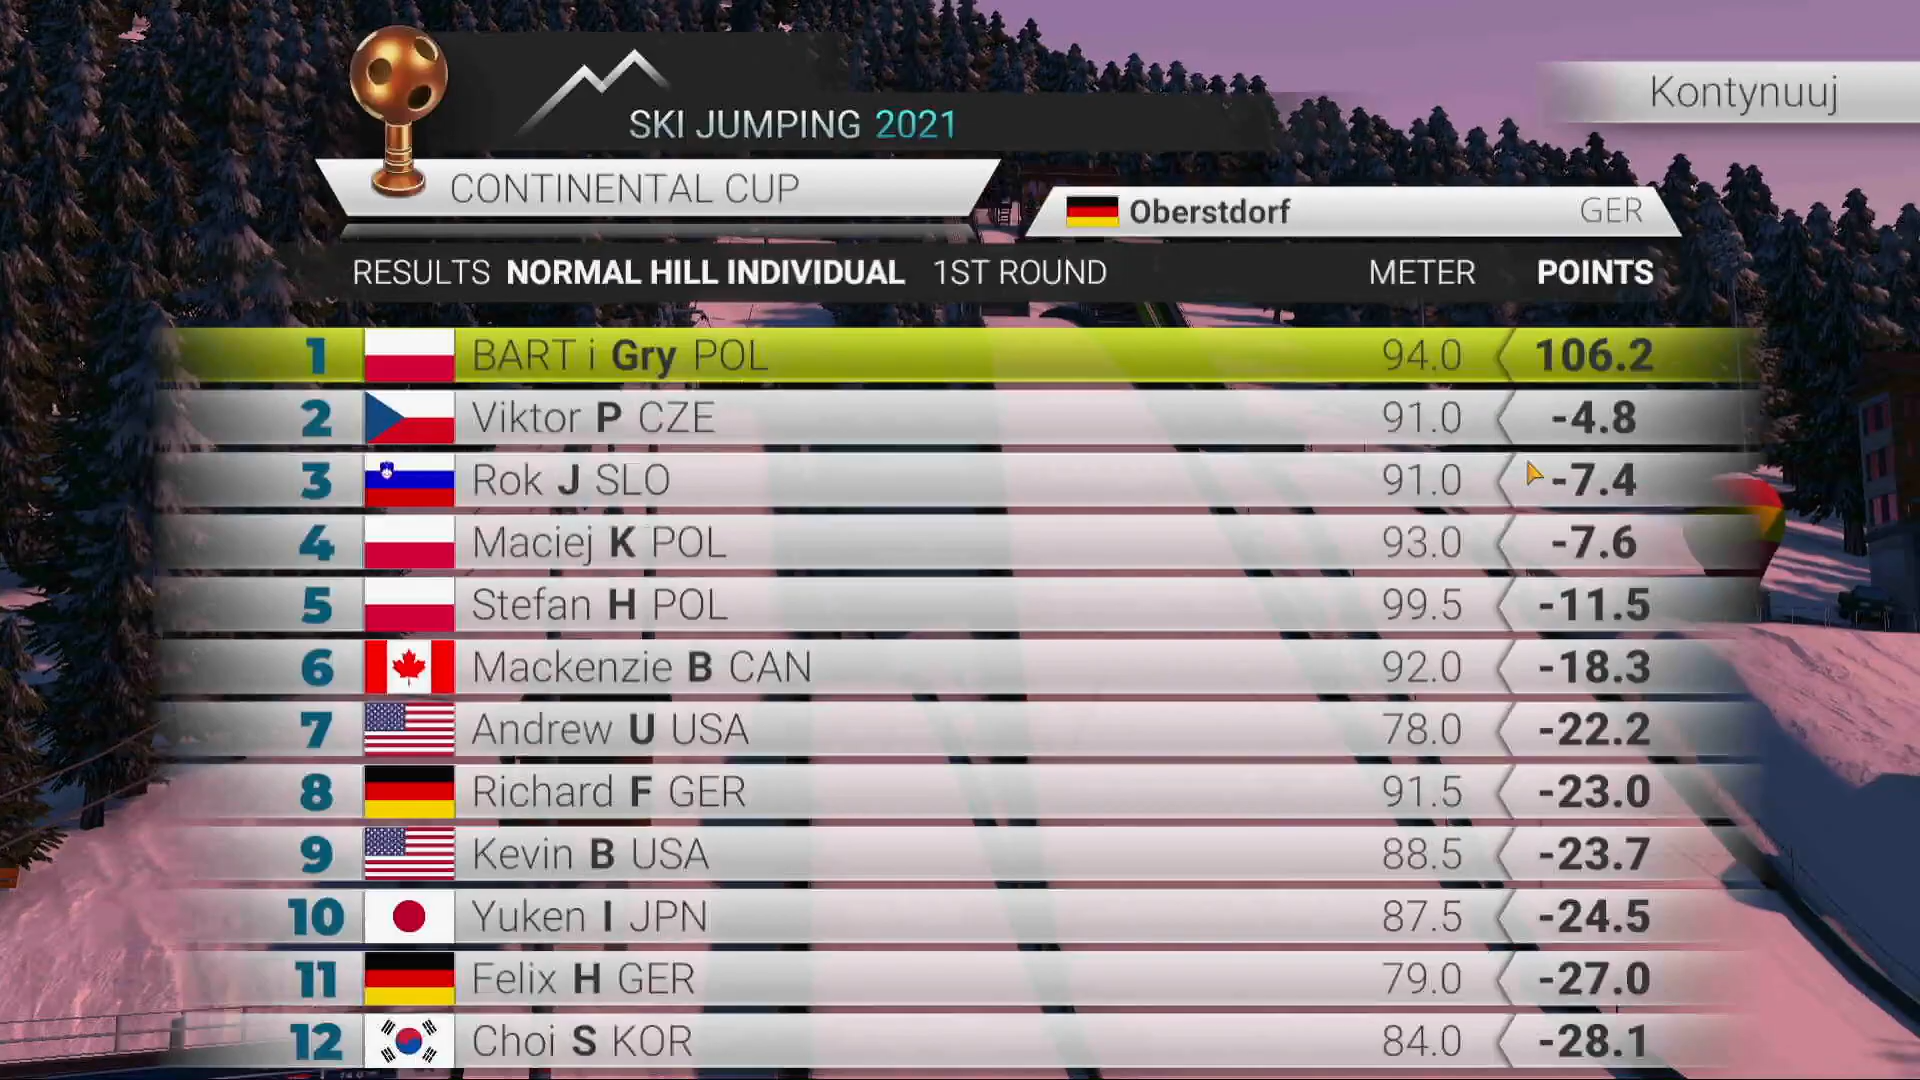 SKI JUMPING 2021
Kontynuuj
CONTINENTAL CUP
Oberstdorf GER
RESULTS NORMAL HILL INDIVIDUAL 1ST ROUND METER POINTS
1 BART i Gry POL 94.0 106.2
2 Viktor P CZE 91.0 -4.8
3 Rok J SLO 91.0 -7.4
4 Maciej K POL 93.0 -7.6
5 Stefan H POL 99.5 -11.5
6 Mackenzie B CAN 92.0 -18.3
7 Andrew U USA 78.0 -22.2
8 Richard F GER 91.5 -23.0
9 Kevin B USA 88.5 -23.7
10 Yuken I JPN 87.5 -24.5
11 Felix H GER 79.0 -27.0
12 Choi S KOR 84.0 -28.1